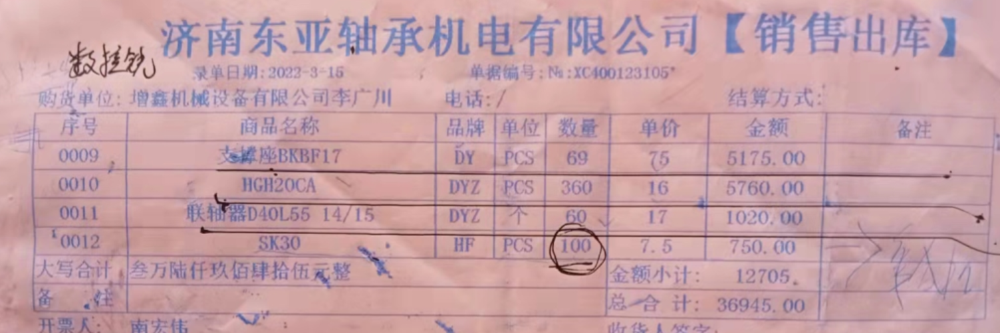 济南东亚轴承机电有限公司【销售出库】
数控铣
录单日期:2022-3-15 单据编号:№:XC400123105
购货单位: 增鑫机械设备有限公司李广川 电话:/ 结算方式:
序号 商品名称 品牌 单位 数量 单价 金额 备注
0009 支撑座BKBF17 DY PCS 69 75 5175.00
0010 HGH20CA DYZ PCS 360 16 5760.00
0011 联轴器D40L55 14/15 DYZ 个 60 17 1020.00
0012 SK30 HF PCS 100 7.5 750.00
大写合计 叁万陆仟玖佰肆拾伍元整 金额小计: 12705.
备 注 总 合 计: 36945.00
开票人: 南宏伟 收货人签字: